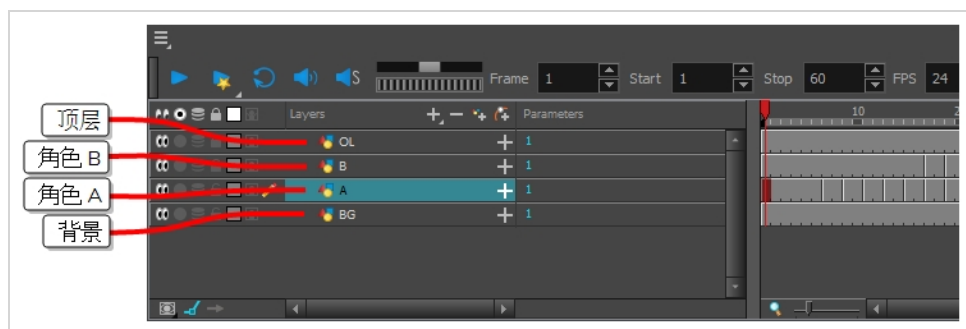 Frame 1 Start 1 Stop 60 FPS 24
Layers Parameters 10 2
顶层 OL 1
角色 B B 1
角色 A A 1
背景 BG 1